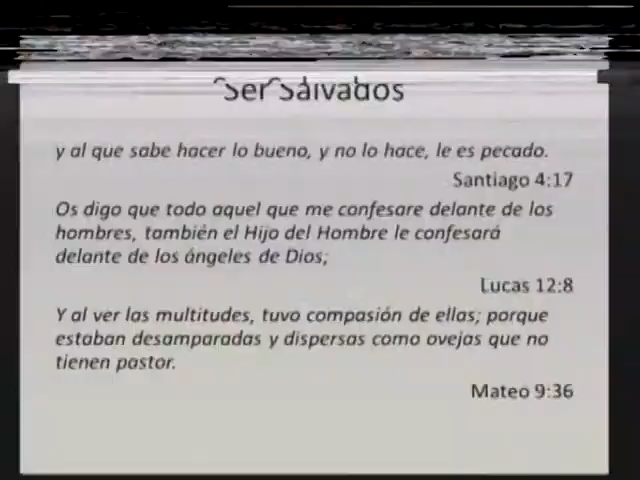 Ser Salvados
y al que sabe hacer lo bueno, y no lo hace, le es pecado.
Santiago 4:17
Os digo que todo aquel que me confesare delante de los
hombres, también el Hijo del Hombre le confesará
delante de los ángeles de Dios;
Lucas 12:8
Y al ver las multitudes, tuvo compasión de ellas; porque
estaban desamparadas y dispersas como ovejas que no
tienen pastor.
Mateo 9:36